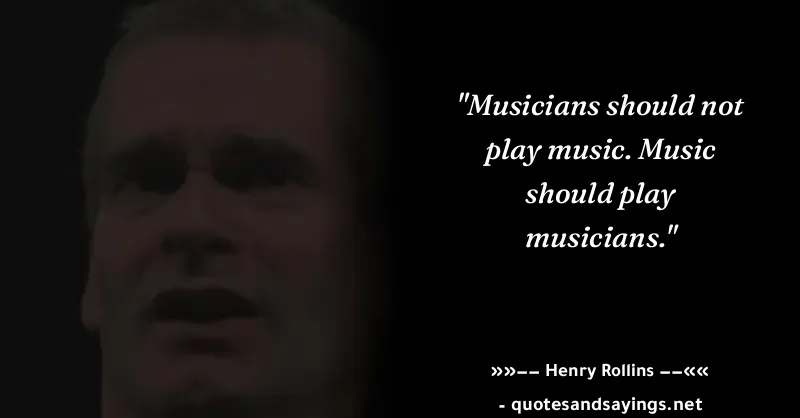 "Musicians should not
play music. Music
should play
musicians."
»»–– Henry Rollins ––««
- quotesandsayings.net